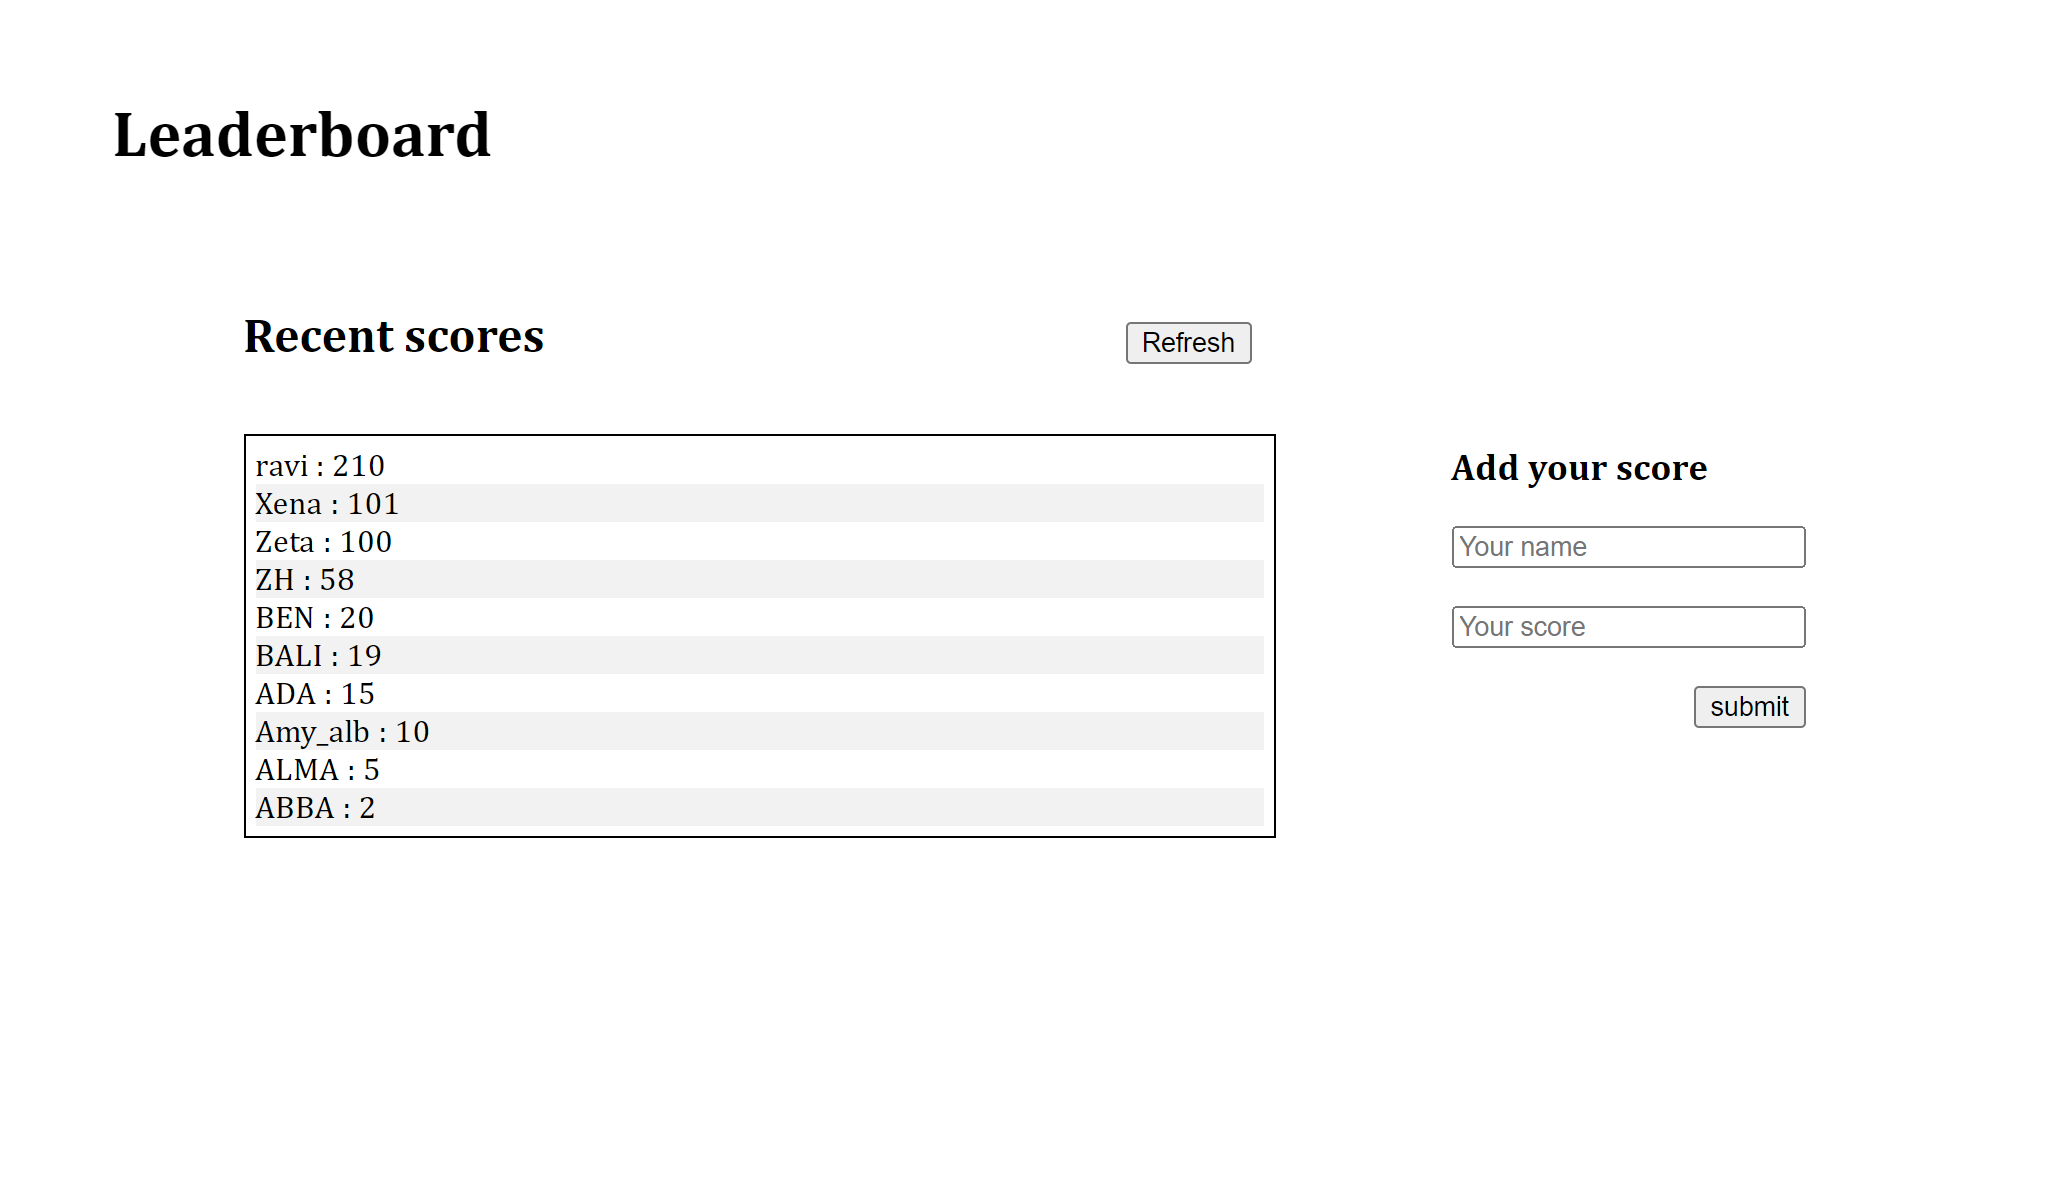 Leaderboard
Recent scores
Refresh
ravi : 210
Xena : 101
Zeta : 100
ZH : 58
BEN : 20
BALI : 19
ADA : 15
Amy_alb : 10
ALMA : 5
ABBA : 2
Add your score
Your name
Your score
submit